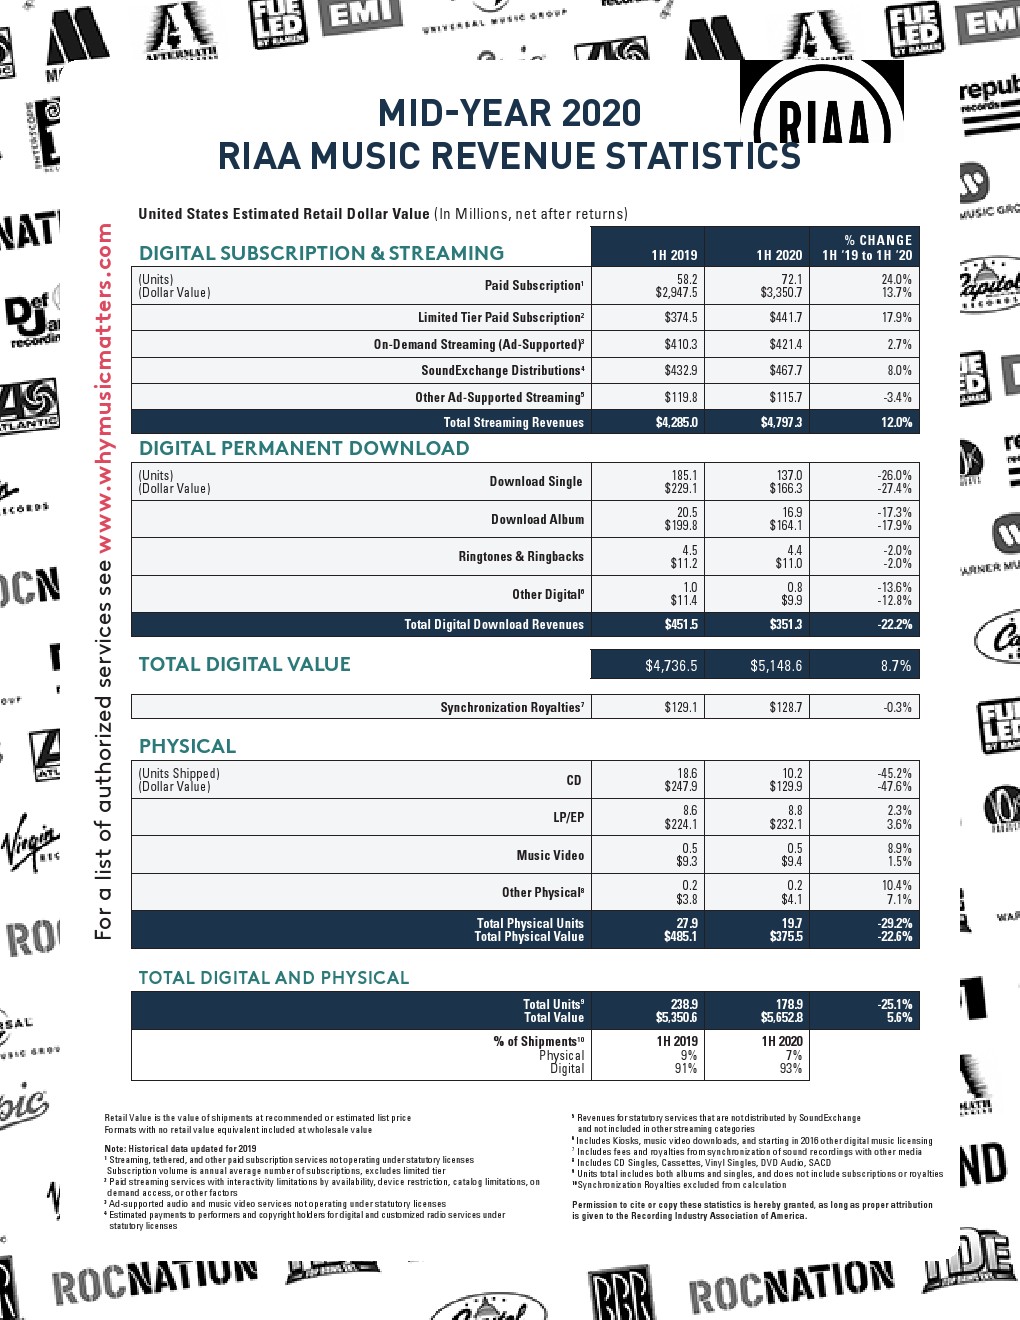 MID-YEAR 2020
RIAA MUSIC REVENUE STATISTICS
RIAA
United States Estimated Retail Dollar Value (In Millions, net after returns)
DIGITAL SUBSCRIPTION & STREAMING 1H 2019 1H 2020 % CHANGE 1H '19 to 1H '20
(Units) Paid Subscription¹ 58.2 72.1 24.0%
(Dollar Value) $2,947.5 $3,350.7 13.7%
Limited Tier Paid Subscription² $374.5 $441.7 17.9%
On-Demand Streaming (Ad-Supported)³ $410.3 $421.4 2.7%
SoundExchange Distributions⁴ $432.9 $467.7 8.0%
Other Ad-Supported Streaming⁵ $119.8 $115.7 -3.4%
Total Streaming Revenues $4,285.0 $4,797.3 12.0%
DIGITAL PERMANENT DOWNLOAD
(Units) Download Single 185.1 137.0 -26.0%
(Dollar Value) $229.1 $166.3 -27.4%
Download Album 20.5 16.9 -17.3%
$199.8 $164.1 -17.9%
Ringtones & Ringbacks 4.5 4.4 -2.0%
$11.2 $11.0 -2.0%
Other Digital⁶ 1.0 0.8 -13.6%
$11.4 $9.9 -12.8%
Total Digital Download Revenues $451.5 $351.3 -22.2%
TOTAL DIGITAL VALUE $4,736.5 $5,148.6 8.7%
Synchronization Royalties⁷ $129.1 $128.7 -0.3%
PHYSICAL
(Units Shipped) CD 18.6 10.2 -45.2%
(Dollar Value) $247.9 $129.9 -47.6%
LP/EP 8.6 8.8 2.3%
$224.1 $232.1 3.6%
Music Video 0.5 0.5 8.9%
$9.3 $9.4 1.5%
Other Physical⁸ 0.2 0.2 10.4%
$3.8 $4.1 7.1%
Total Physical Units 27.9 19.7 -29.2%
Total Physical Value $485.1 $375.5 -22.6%
TOTAL DIGITAL AND PHYSICAL
Total Units⁹ 238.9 178.9 -25.1%
Total Value $5,350.6 $5,652.8 5.6%
% of Shipments¹⁰ 1H 2019 1H 2020
Physical 9% 7%
Digital 91% 93%
For a list of authorized services see www.whymusicmatters.com
Retail Value is the value of shipments at recommended or estimated list price
Formats with no retail value equivalent included at wholesale value
Note: Historical data updated for 2019
¹ Streaming, tethered, and other paid subscription services not operating under statutory licenses
Subscription volume is annual average number of subscriptions, excludes limited tier
² Paid streaming services with interactivity limitations by availability, device restriction, catalog limitations, on
demand access, or other factors
³ Ad-supported audio and music video services not operating under statutory licenses
⁴ Estimated payments to performers and copyright holders for digital and customized radio services under
statutory licenses
⁵ Revenues for statutory services that are not distributed by SoundExchange
and not included in other streaming categories
⁶ Includes Kiosks, music video downloads, and starting in 2016 other digital music licensing
⁷ Includes fees and royalties from synchronization of sound recordings with other media
⁸ Includes CD Singles, Cassettes, Vinyl Singles, DVD Audio, SACD
⁹ Units total includes both albums and singles, and does not include subscriptions or royalties
¹⁰Synchronization Royalties excluded from calculation
Permission to cite or copy these statistics is hereby granted, as long as proper attribution
is given to the Recording Industry Association of America.
AFTERMATH
FUELED
BY RAMEN
EMI
UNIVERSAL MUSIC GROUP
FUELED
BY RAMEN
EMI
republic
records
Capitol
RECORDS
Def
Jam
ATLANTIC
INTERSCOPE
Virgin
ROCNATION
BBR
Capitol
ROCNATION